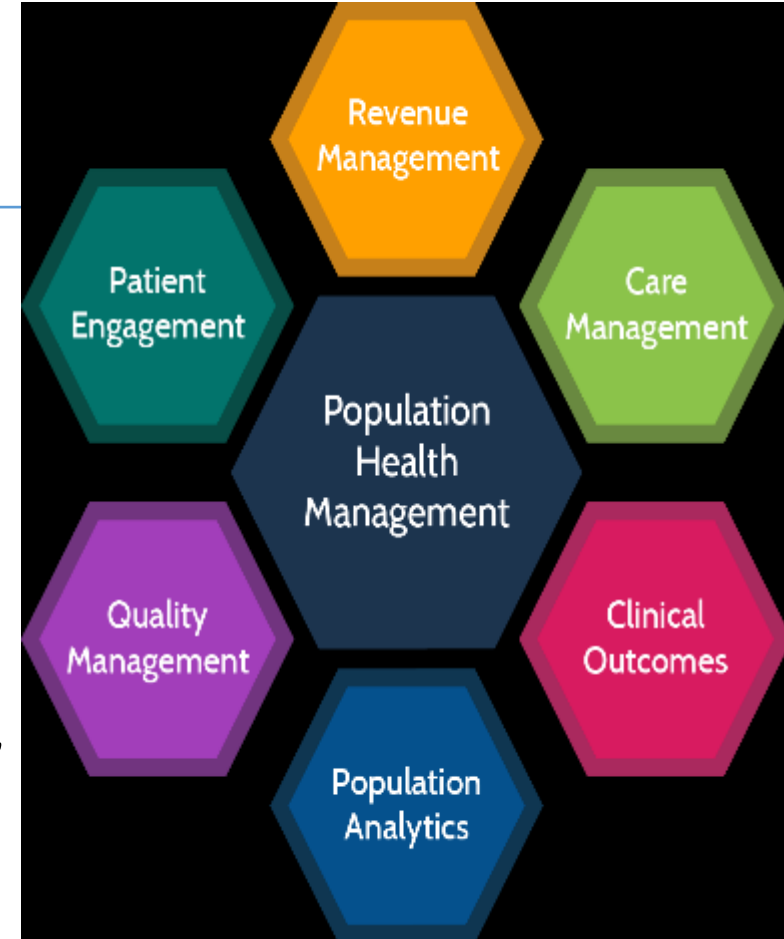 Revenue
Management
Patient
Engagement
Care
Management
Population
Health
Management
Quality
Management
Clinical
Outcomes
,
Population
Analytics